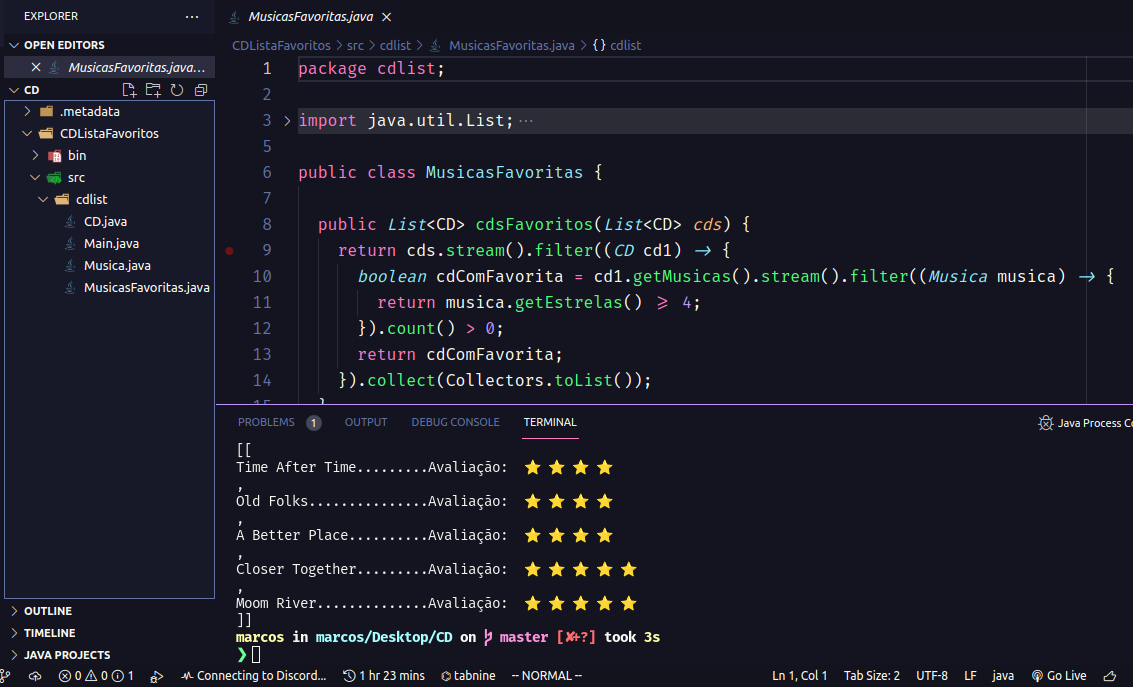 EXPLORER ...
MusicasFavoritas.java
OPEN EDITORS
MusicasFavoritas.java...
CD
.metadata
CDListaFavoritos
bin
src
cdlist
CD.java
Main.java
Musica.java
MusicasFavoritas.java
OUTLINE
TIMELINE
JAVA PROJECTS
CDListaFavoritos > src > cdlist > MusicasFavoritas.java > {} cdlist
1 package cdlist;
2
3 > import java.util.List; ...
5
6 public class MusicasFavoritas {
7
8 public List<CD> cdsFavoritos(List<CD> cds) {
9 return cds.stream().filter((CD cd1) → {
10 boolean cdComFavorita = cd1.getMusicas().stream().filter((Musica musica) → {
11 return musica.getEstrelas() ≥ 4;
12 }).count() > 0;
13 return cdComFavorita;
14 }).collect(Collectors.toList());
15 }
PROBLEMS 1 OUTPUT DEBUG CONSOLE TERMINAL Java Process Co
[[
Time After Time.........Avaliação: ⭐⭐⭐⭐
,
Old Folks...............Avaliação: ⭐⭐⭐⭐
,
A Better Place..........Avaliação: ⭐⭐⭐⭐
,
Closer Together.........Avaliação: ⭐⭐⭐⭐⭐
,
Moom River..............Avaliação: ⭐⭐⭐⭐⭐
]]
marcos in marcos/Desktop/CD on master [✘+?] took 3s
❯
0 0 1 Connecting to Discord... 1 hr 23 mins tabnine -- NORMAL -- Ln 1, Col 1 Tab Size: 2 UTF-8 LF java Go Live